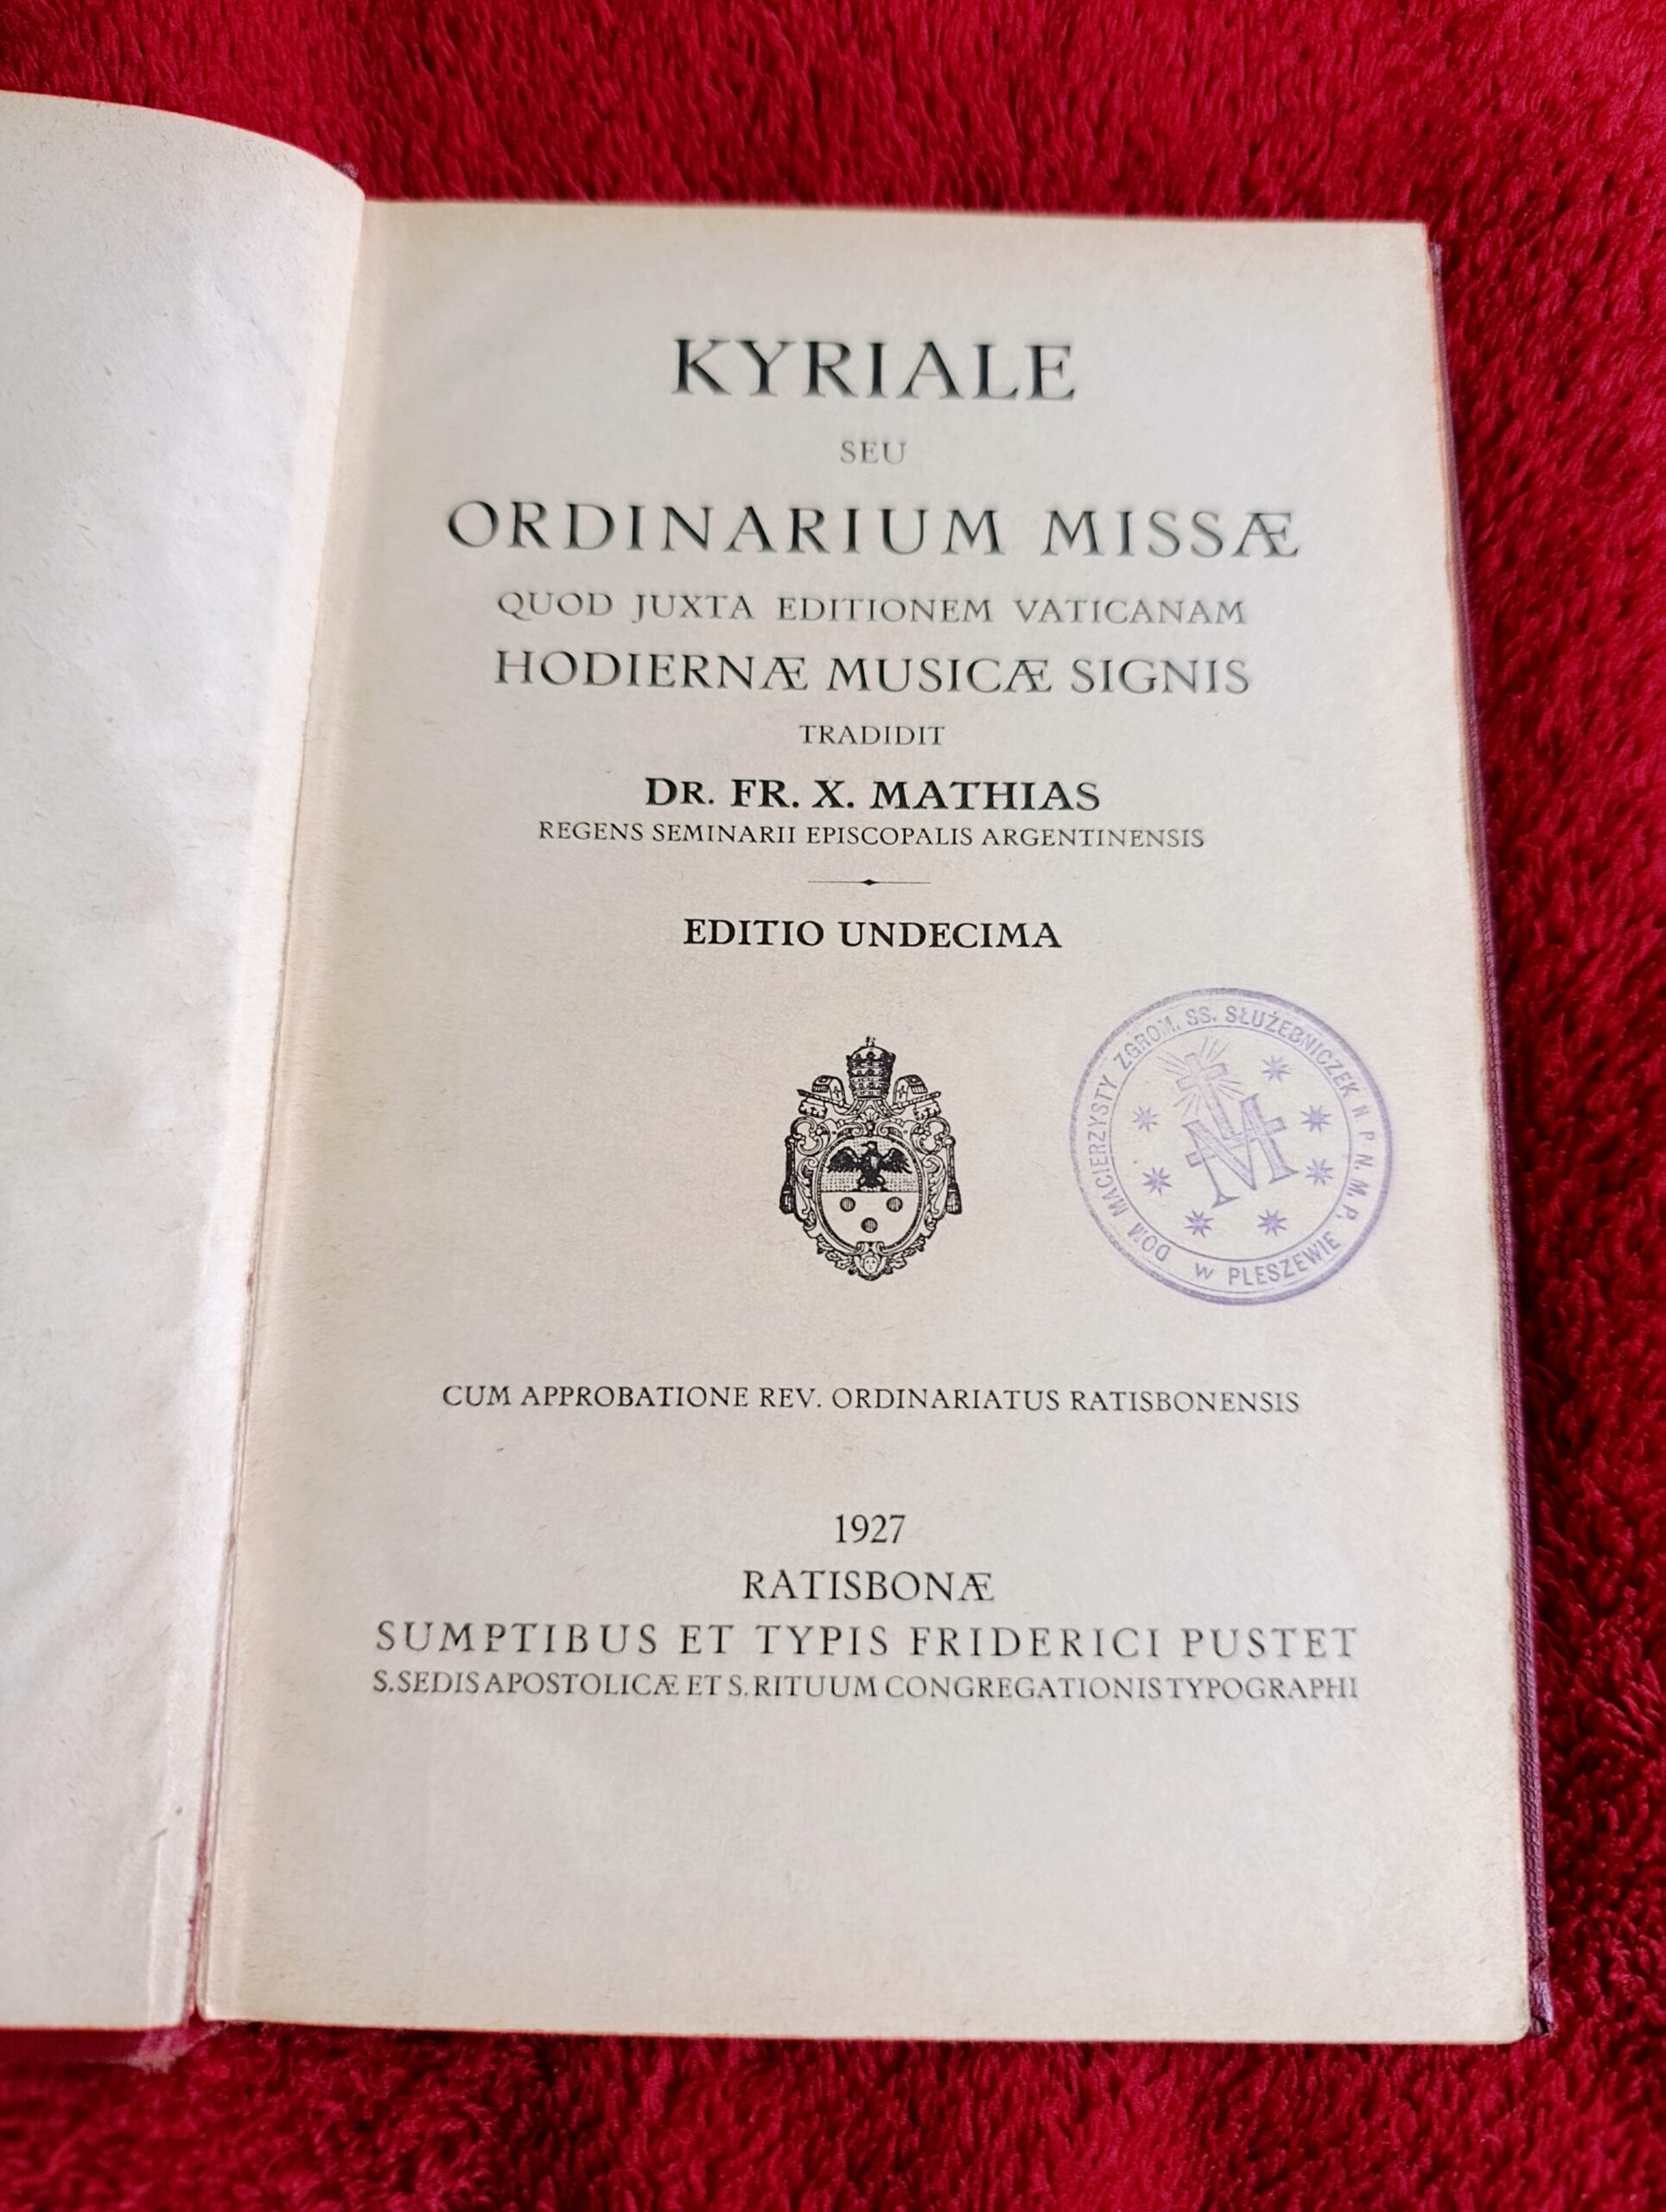 KYRIALE
SEU
ORDINARIUM MISSÆ
QUOD JUXTA EDITIONEM VATICANAM
HODIERNÆ MUSICÆ SIGNIS
TRADIDIT
DR. FR. X. MATHIAS
REGENS SEMINARII EPISCOPALIS ARGENTINENSIS
EDITIO UNDECIMA
DOM MACIERZYSTY ZGROM. SS. SŁUŻEBNICZEK N P N. M. P.
W PLESZEWIE
CUM APPROBATIONE REV. ORDINARIATUS RATISBONENSIS
1927
RATISBONÆ
SUMPTIBUS ET TYPIS FRIDERICI PUSTET
S. SEDIS APOSTOLICÆ ET S. RITUUM CONGREGATIONIS TYPOGRAPHI